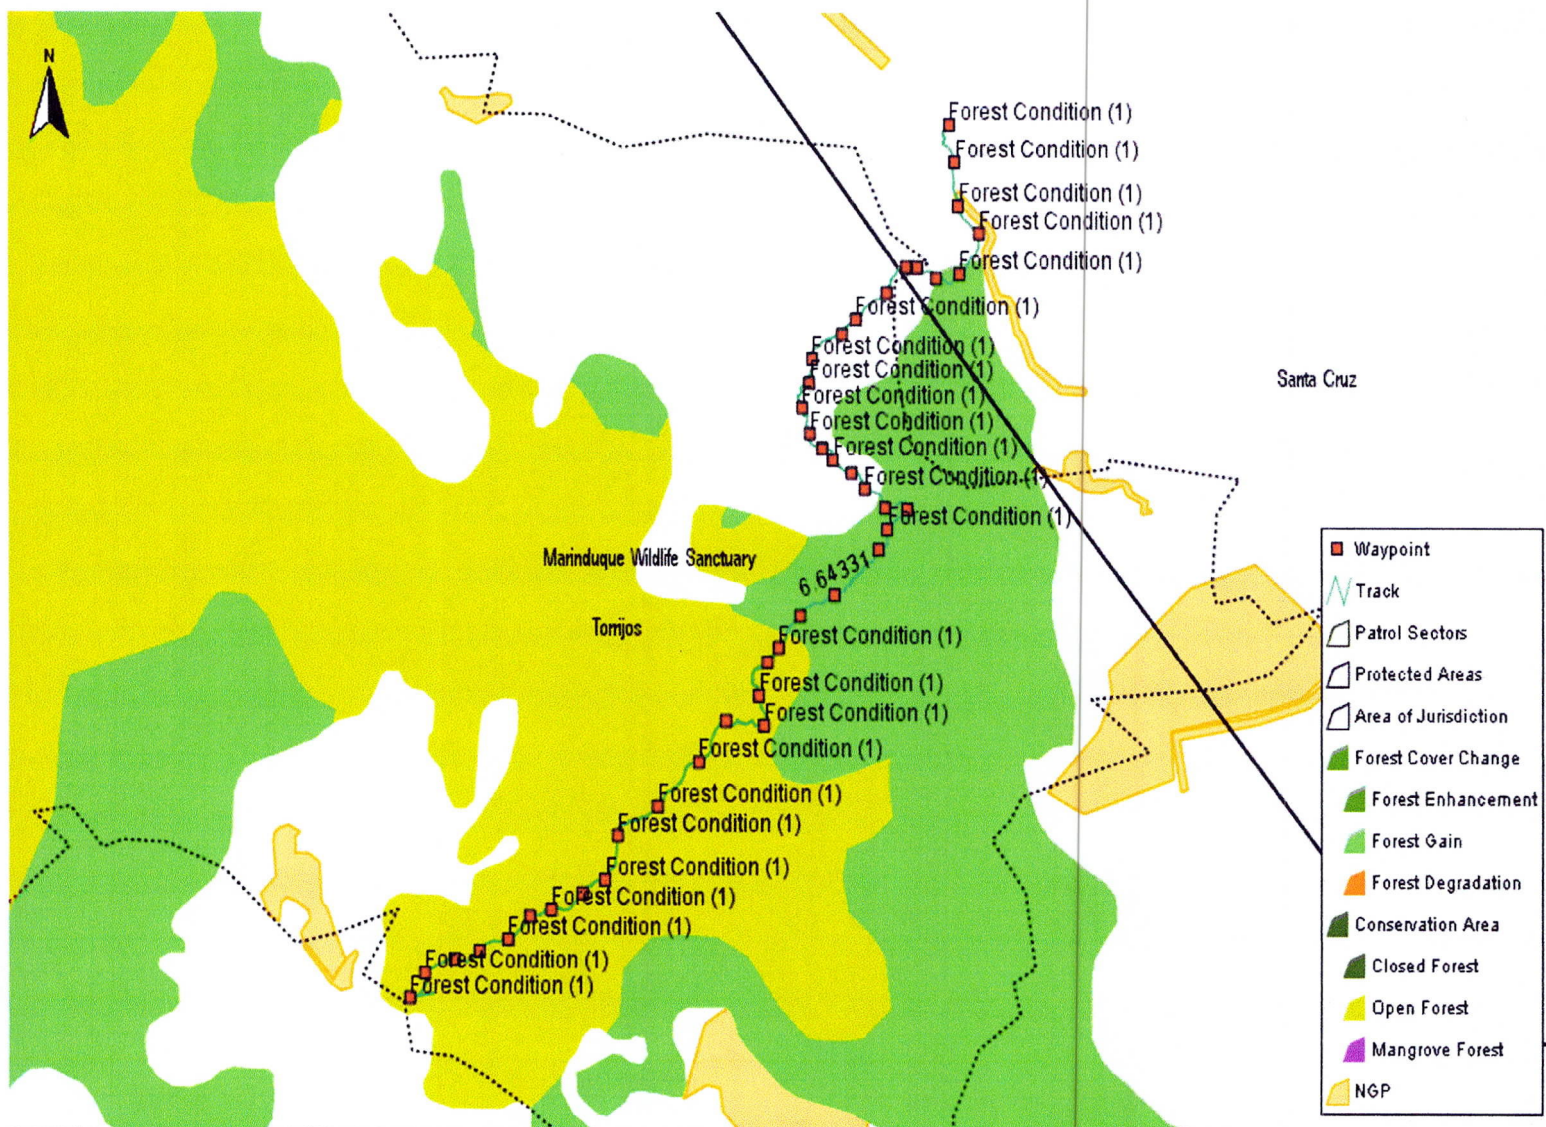 N
Forest Condition (1)
Forest Condition (1)
Forest Condition (1)
Forest Condition (1)
Forest Condition (1)
Forest Condition (1)
Forest Condition (1)
Forest Condition (1)
Santa Cruz
Forest Condition (1)
Forest Condition (1)
Forest Condition (1)
Forest Condition (1)
Forest Condition (1)
Marinduque Wildlife Sanctuary
6.64331
Torrijos
Forest Condition (1)
Forest Condition (1)
Forest Condition (1)
Forest Condition (1)
Forest Condition (1)
Forest Condition (1)
Forest Condition (1)
Forest Condition (1)
Forest Condition (1)
Forest Condition (1)
Forest Condition (1)
Waypoint
Track
Patrol Sectors
Protected Areas
Area of Jurisdiction
Forest Cover Change
Forest Enhancement
Forest Gain
Forest Degradation
Conservation Area
Closed Forest
Open Forest
Mangrove Forest
NGP